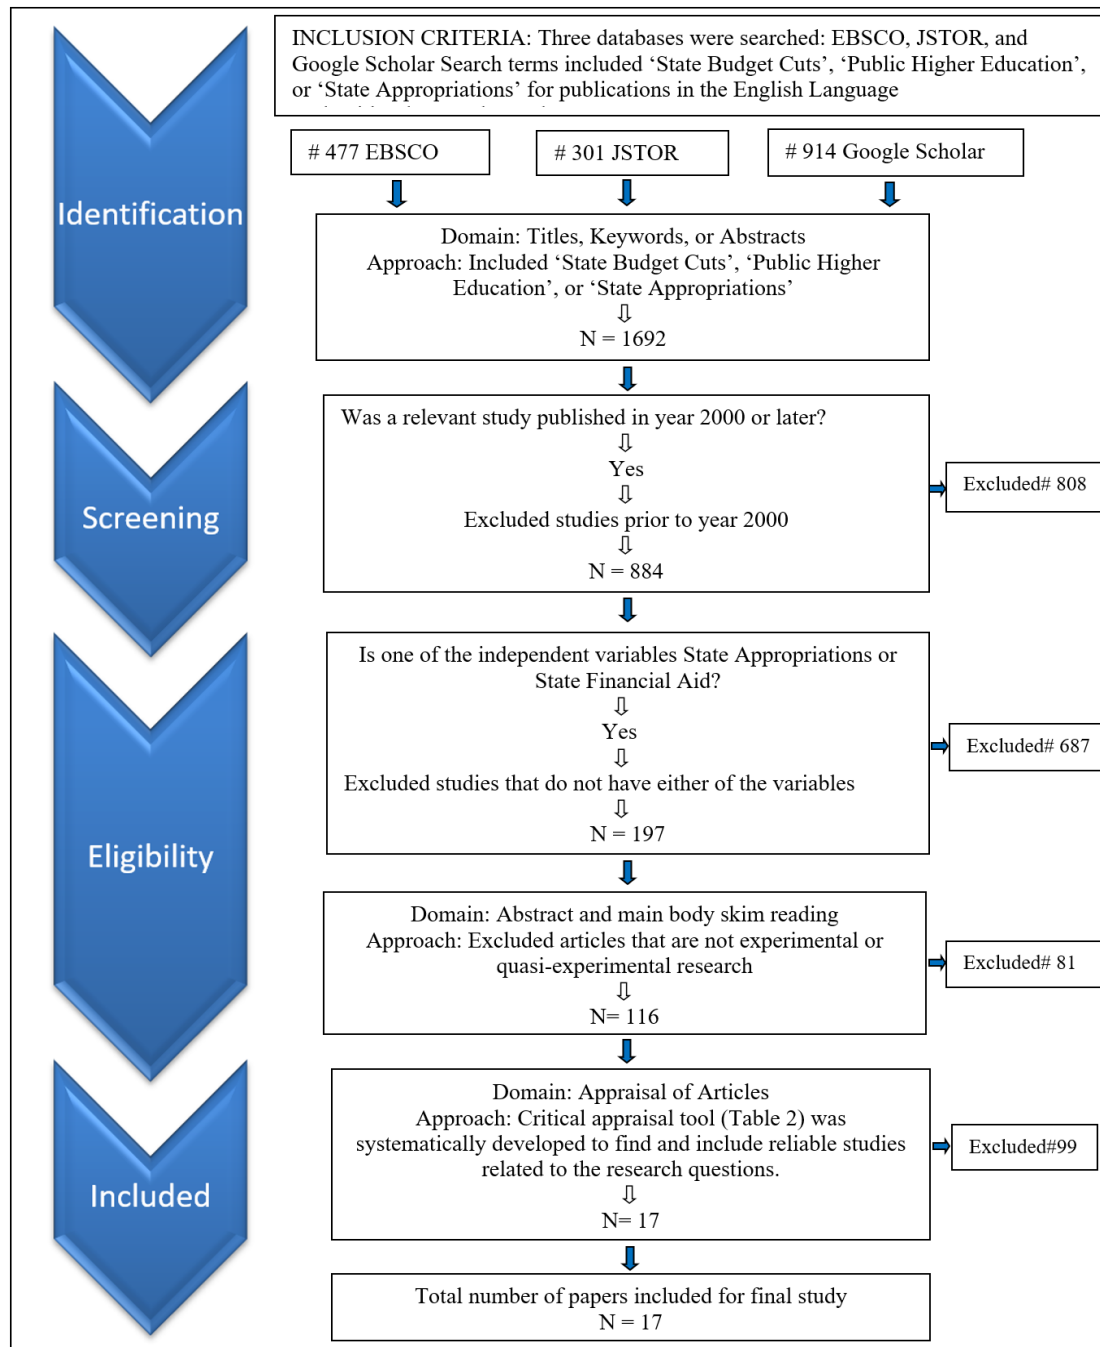 INCLUSION CRITERIA: Three databases were searched: EBSCO, JSTOR, and
Google Scholar Search terms included ‘State Budget Cuts’, ‘Public Higher Education’,
or ‘State Appropriations’ for publications in the English Language
# 477 EBSCO
# 301 JSTOR
# 914 Google Scholar
Identification
Domain: Titles, Keywords, or Abstracts
Approach: Included ‘State Budget Cuts’, ‘Public Higher
Education’, or ‘State Appropriations’
⇩
N = 1692
Screening
Was a relevant study published in year 2000 or later?
⇩
Yes
⇩
Excluded studies prior to year 2000
⇩
N = 884
Excluded# 808
Eligibility
Is one of the independent variables State Appropriations or
State Financial Aid?
⇩
Yes
⇩
Excluded studies that do not have either of the variables
⇩
N = 197
Excluded# 687
Domain: Abstract and main body skim reading
Approach: Excluded articles that are not experimental or
quasi-experimental research
⇩
N= 116
Excluded# 81
Included
Domain: Appraisal of Articles
Approach: Critical appraisal tool (Table 2) was
systematically developed to find and include reliable studies
related to the research questions.
⇩
N= 17
Excluded#99
Total number of papers included for final study
N = 17